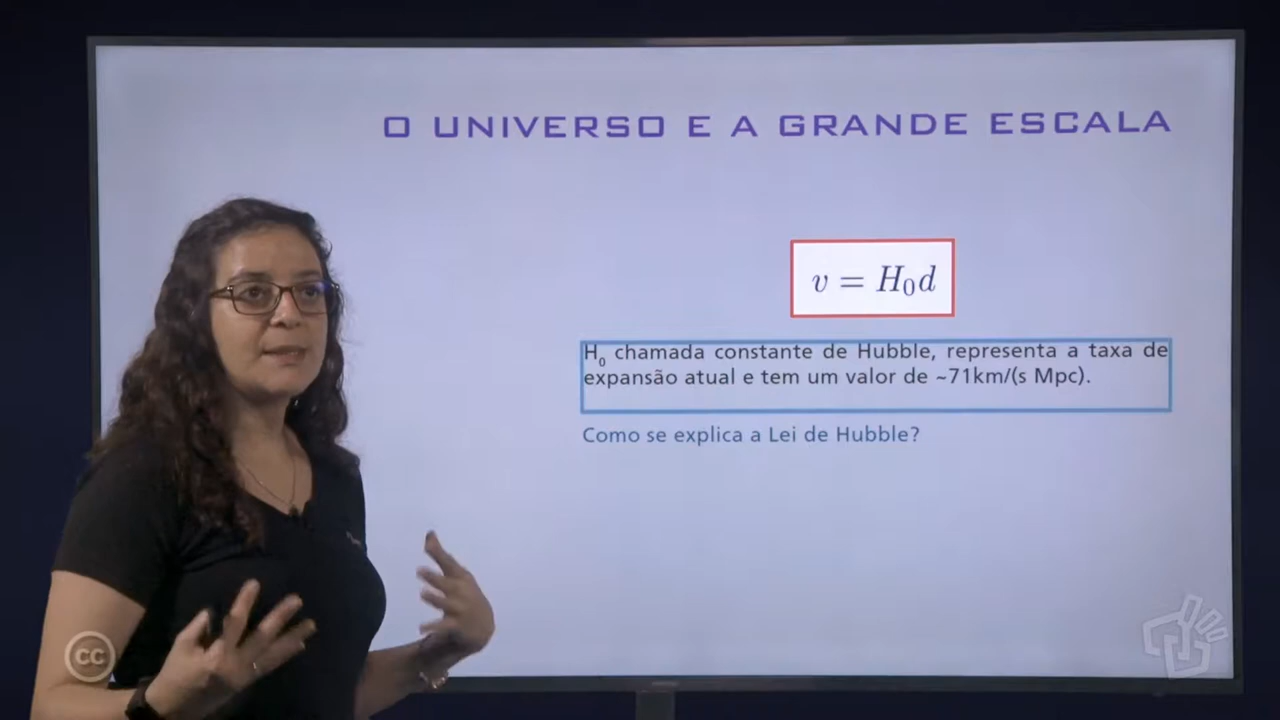 O UNIVERSO E A GRANDE ESCALA
v = H₀d
H₀ chamada constante de Hubble, representa a taxa de
expansão atual e tem um valor de ~71km/(s Mpc).
Como se explica a Lei de Hubble?
cc